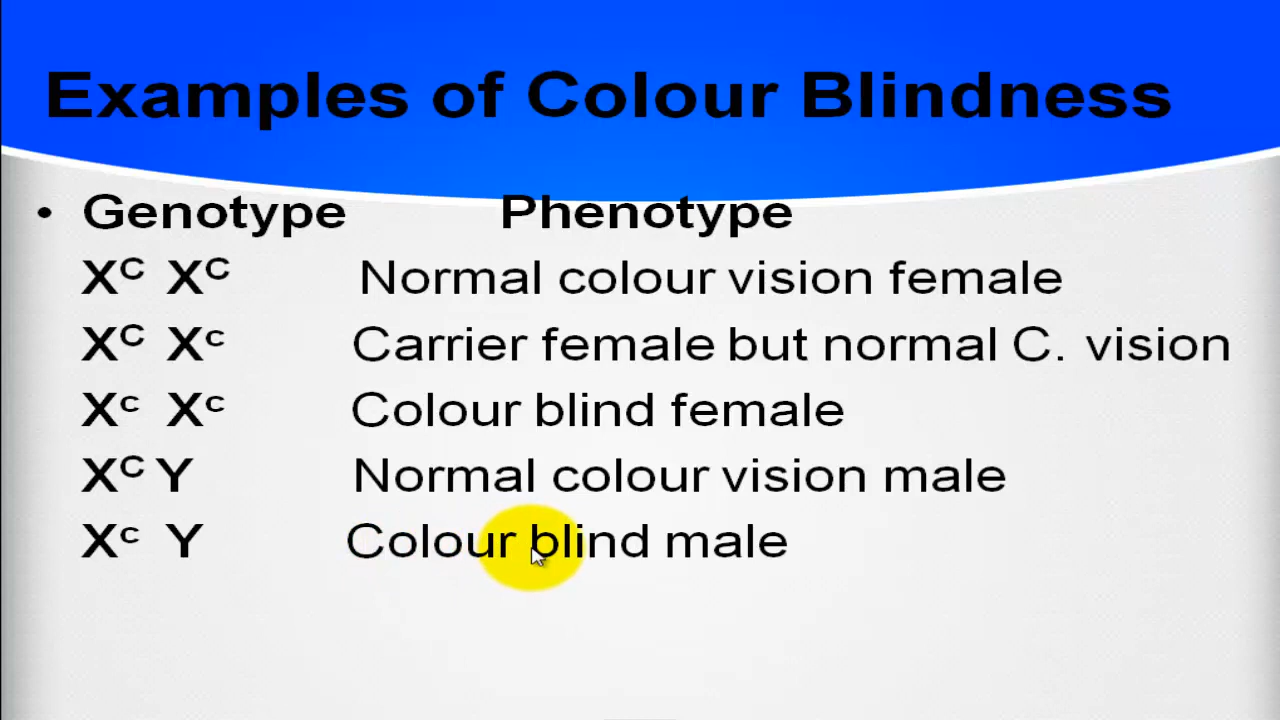 Examples of Colour Blindness
• Genotype Phenotype
Xᶜ Xᶜ Normal colour vision female
Xᶜ Xᶜ Carrier female but normal C. vision
Xᶜ Xᶜ Colour blind female
Xᶜ Y Normal colour vision male
Xᶜ Y Colour blind male